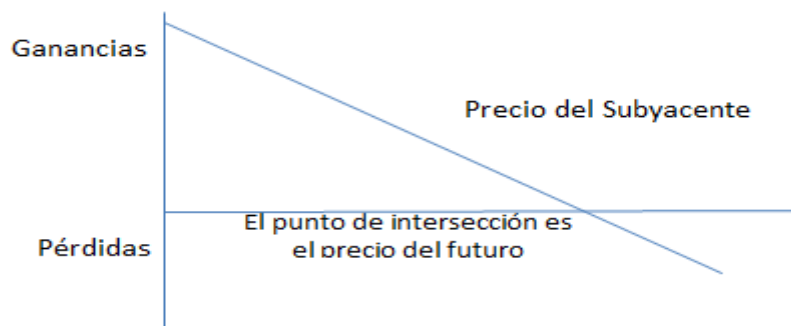 Ganancias
Precio del Subyacente
El punto de intersección es
el precio del futuro
Pérdidas